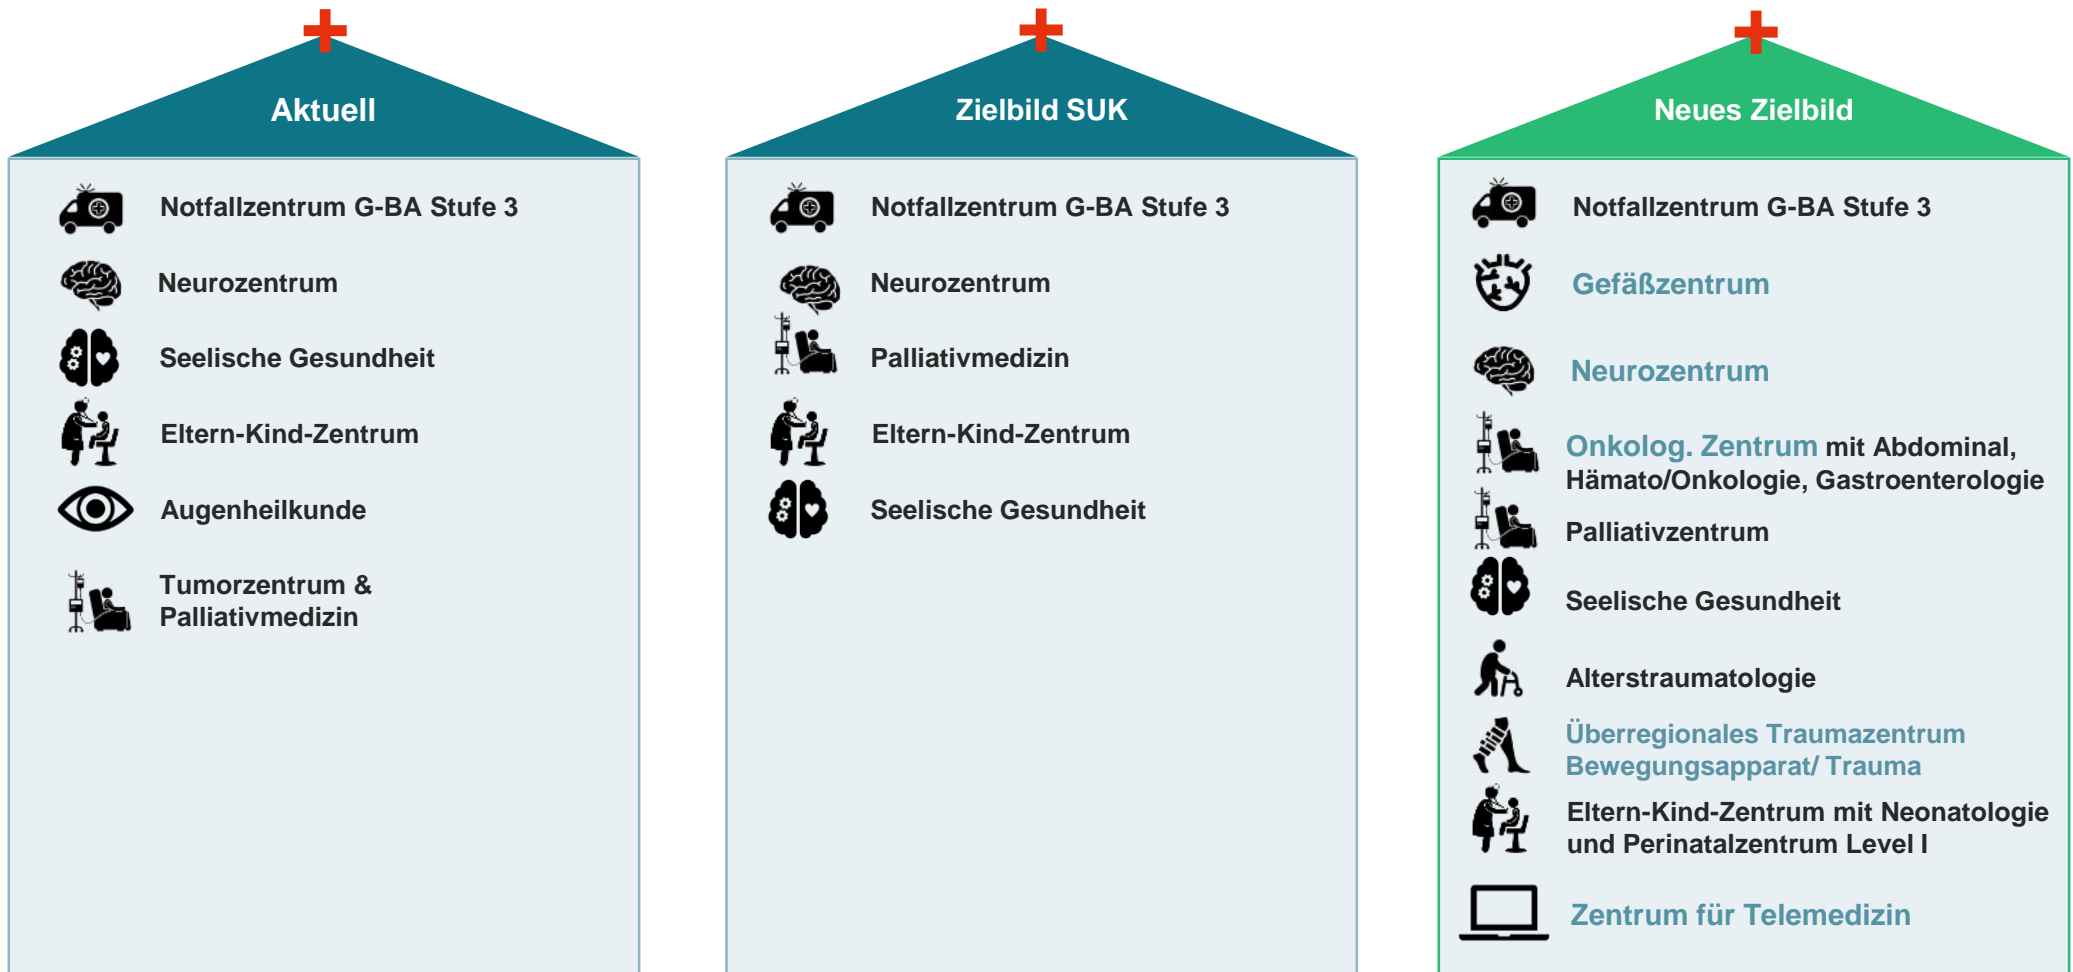 Aktuell
Notfallzentrum G-BA Stufe 3
Neurozentrum
Seelische Gesundheit
Eltern-Kind-Zentrum
Augenheilkunde
Tumorzentrum &
Palliativmedizin
Zielbild SUK
Notfallzentrum G-BA Stufe 3
Neurozentrum
Palliativmedizin
Eltern-Kind-Zentrum
Seelische Gesundheit
Neues Zielbild
Notfallzentrum G-BA Stufe 3
Gefäßzentrum
Neurozentrum
Onkolog. Zentrum mit Abdominal,
Hämato/Onkologie, Gastroenterologie
Palliativzentrum
Seelische Gesundheit
Alterstraumatologie
Überregionales Traumazentrum
Bewegungsapparat/ Trauma
Eltern-Kind-Zentrum mit Neonatologie
und Perinatalzentrum Level I
Zentrum für Telemedizin